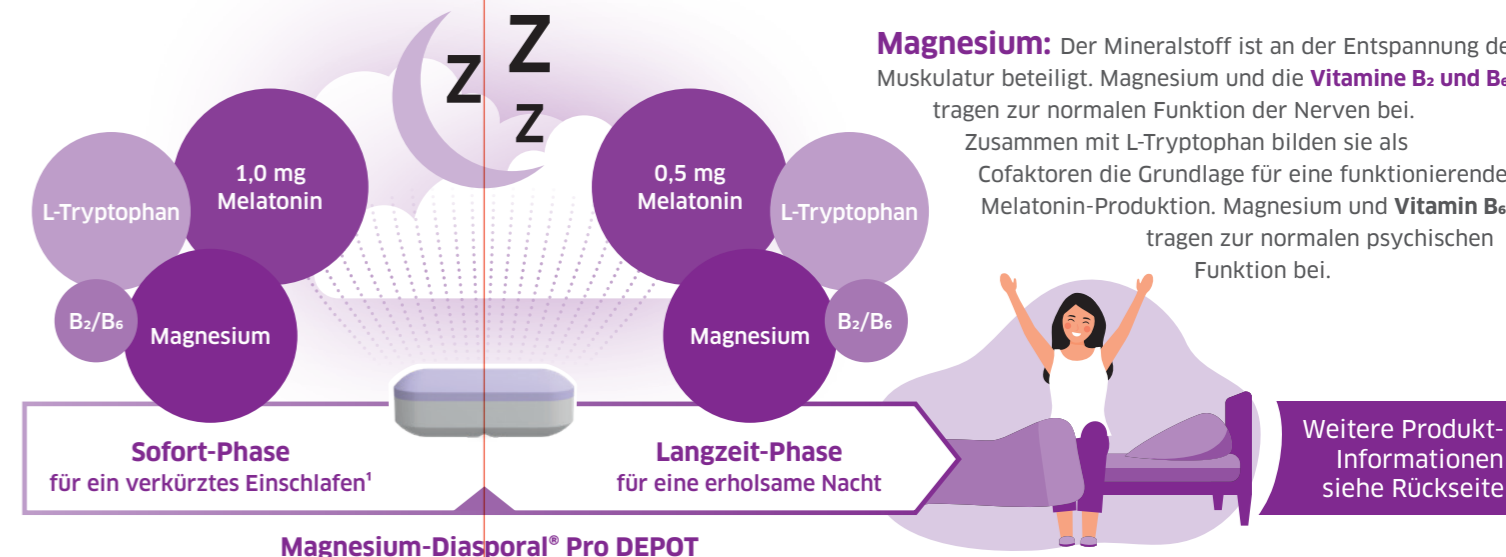 Z
Z
Z
1,0 mg
Melatonin
L-Tryptophan
B₂/B₆
Magnesium
0,5 mg
Melatonin
L-Tryptophan
Magnesium
B₂/B₆
Sofort-Phase
für ein verkürztes Einschlafen¹
Langzeit-Phase
für eine erholsame Nacht
Magnesium-Diasporal® Pro DEPOT
Magnesium: Der Mineralstoff ist an der Entspannung de
Muskulatur beteiligt. Magnesium und die Vitamine B₂ und B₆
tragen zur normalen Funktion der Nerven bei.
Zusammen mit L-Tryptophan bilden sie als
Cofaktoren die Grundlage für eine funktionierende
Melatonin-Produktion. Magnesium und Vitamin B₆
tragen zur normalen psychischen
Funktion bei.
Weitere Produkt-
Informationen
siehe Rückseite